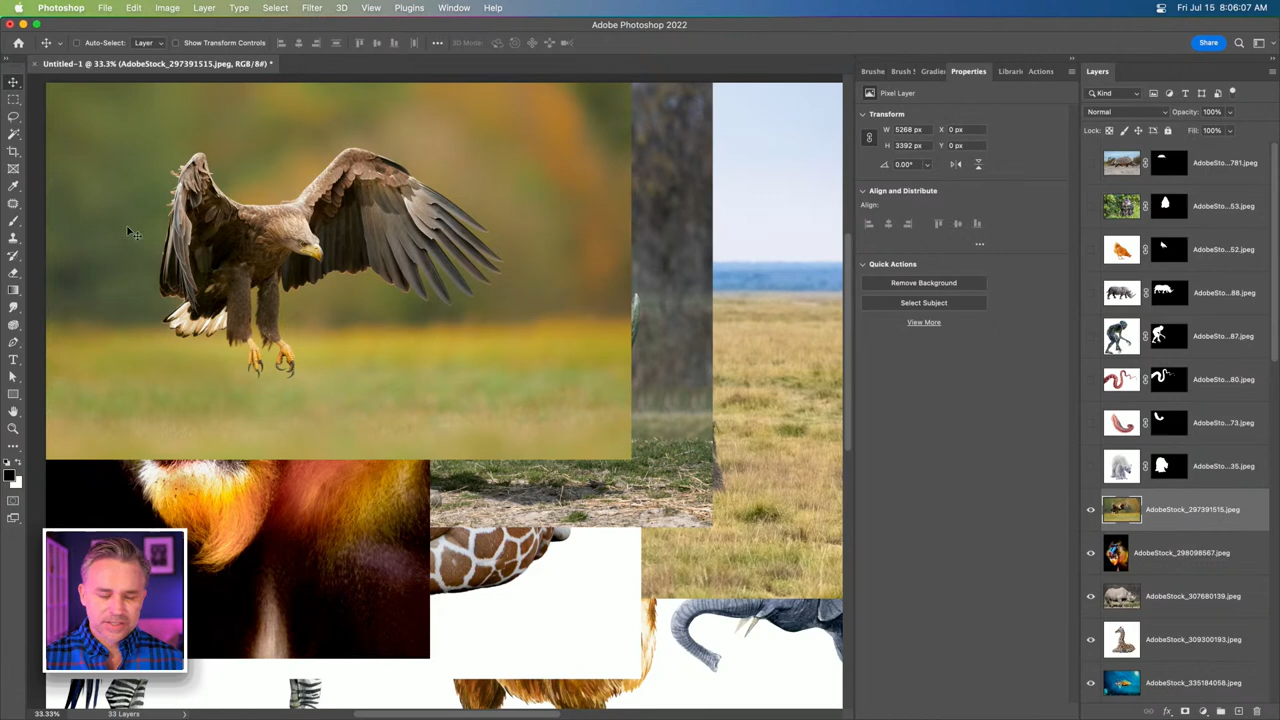 Photoshop File Edit Image Layer Type Select Filter 3D View Plugins Window Help Fri Jul 15 8:06:07 AM
Adobe Photoshop 2022
Auto-Select: Layer Show Transform Controls 3D Mode: Share
Untitled-1 @ 33.3% (AdobeStock_297391515.jpeg, RGB/8#) *
Brushe Brush S Gradie Properties Librari Actions
Pixel Layer
Transform
W 5268 px X 0 px
H 3392 px Y 0 px
0.00°
Align and Distribute
Align:
Quick Actions
Remove Background
Select Subject
View More
Layers
Kind
Normal Opacity: 100%
Lock: Fill: 100%
AdobeSto...781.jpeg
AdobeSto...53.jpeg
AdobeSto...52.jpeg
AdobeSto...88.jpeg
AdobeSto...87.jpeg
AdobeSto...80.jpeg
AdobeSto...73.jpeg
AdobeSto...35.jpeg
AdobeStock_297391515.jpeg
AdobeStock_298098567.jpeg
AdobeStock_307680139.jpeg
AdobeStock_309300193.jpeg
AdobeStock_335184058.jpeg
33.33% 33 Layers
fx